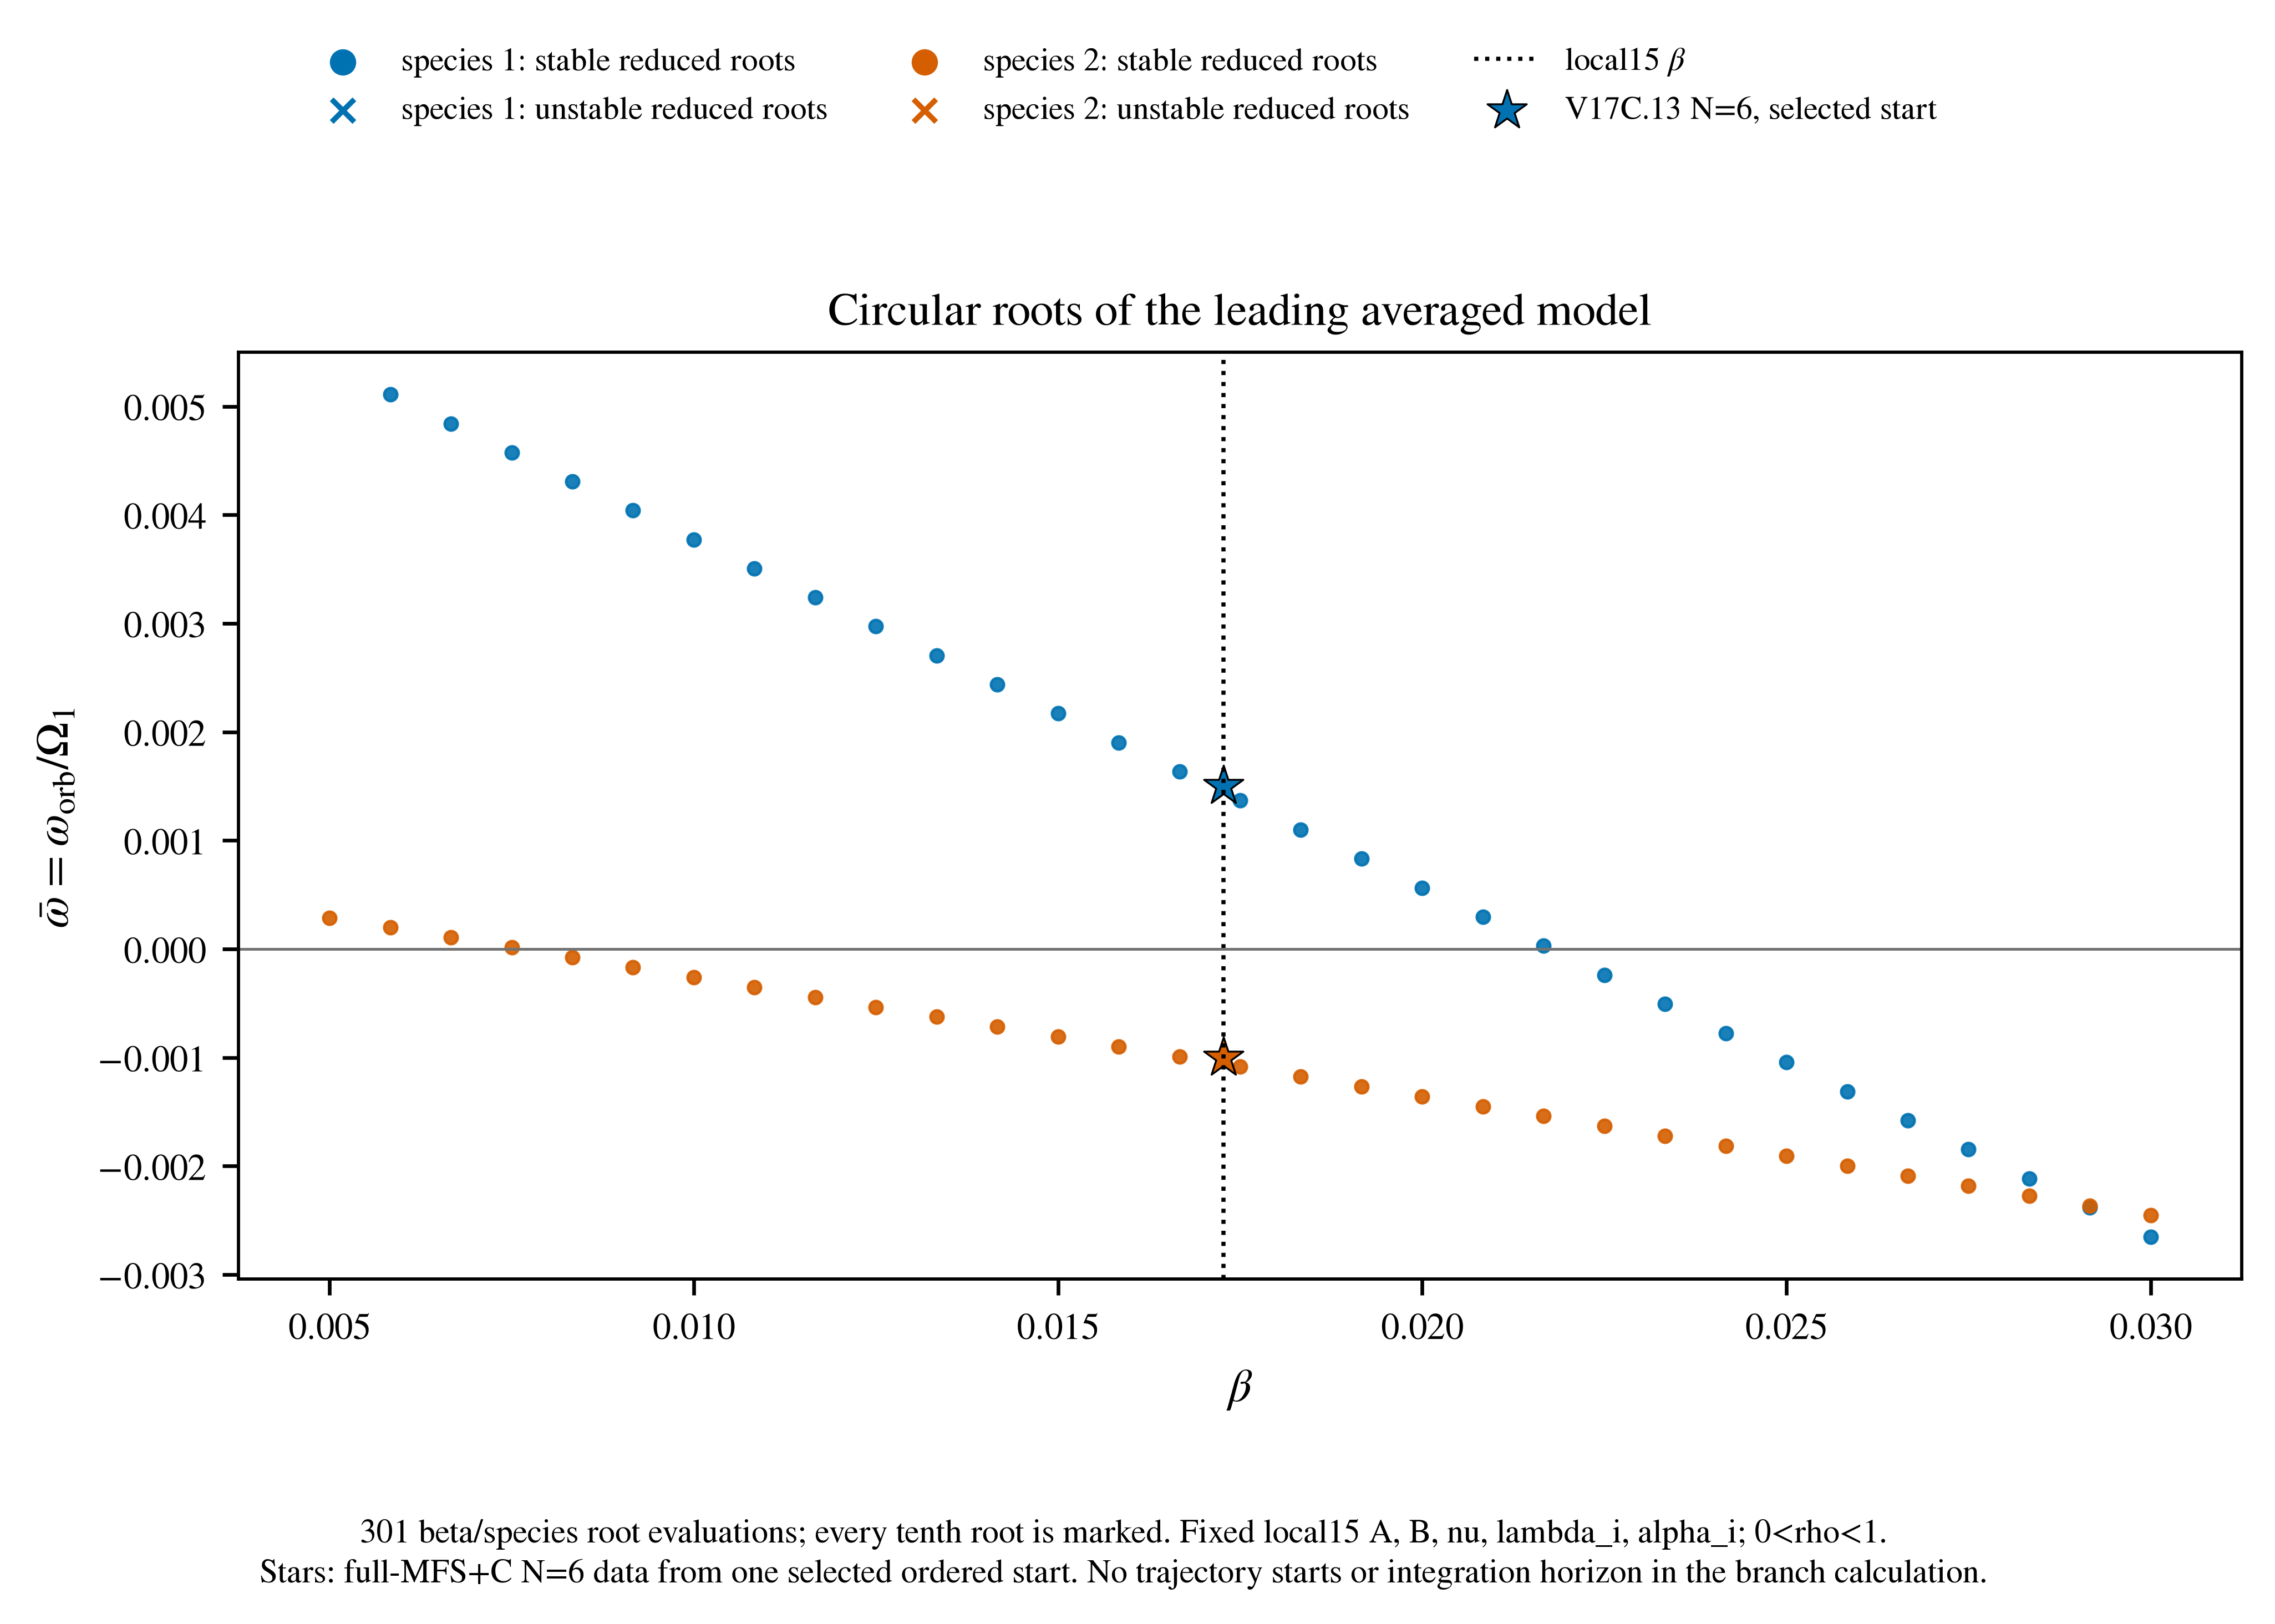 species 1: stable reduced roots
species 1: unstable reduced roots
species 2: stable reduced roots
species 2: unstable reduced roots
local15 β
V17C.13 N=6, selected start
Circular roots of the leading averaged model
0.005
0.004
0.003
0.002
0.001
0.000
−0.001
−0.002
−0.003
ω̄ = ω_orb/Ω_1
0.005
0.010
0.015
0.020
0.025
0.030
β
301 beta/species root evaluations; every tenth root is marked. Fixed local15 A, B, nu, lambda_i, alpha_i; 0<rho<1.
Stars: full-MFS+C N=6 data from one selected ordered start. No trajectory starts or integration horizon in the branch calculation.